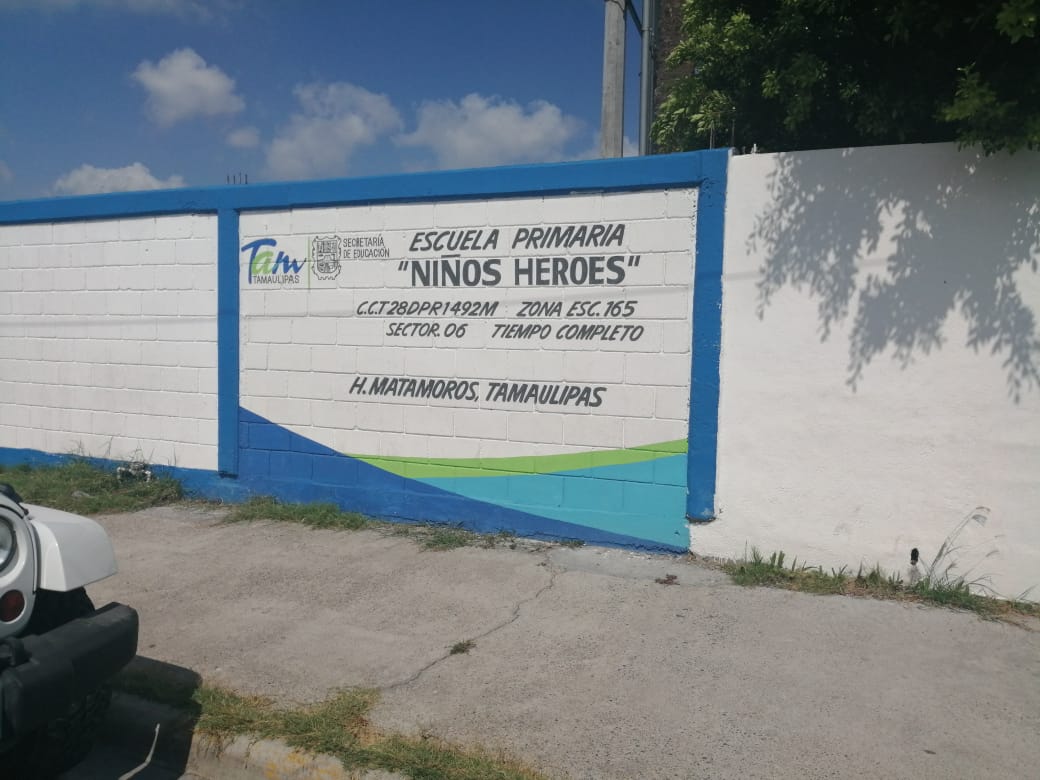 Tam
TAMAULIPAS
SECRETARÍA
DE EDUCACIÓN
ESCUELA PRIMARIA
"NIÑOS HEROES"
C.C.T 28DPR1492M ZONA ESC. 165
SECTOR. 06 TIEMPO COMPLETO
H. MATAMOROS, TAMAULIPAS